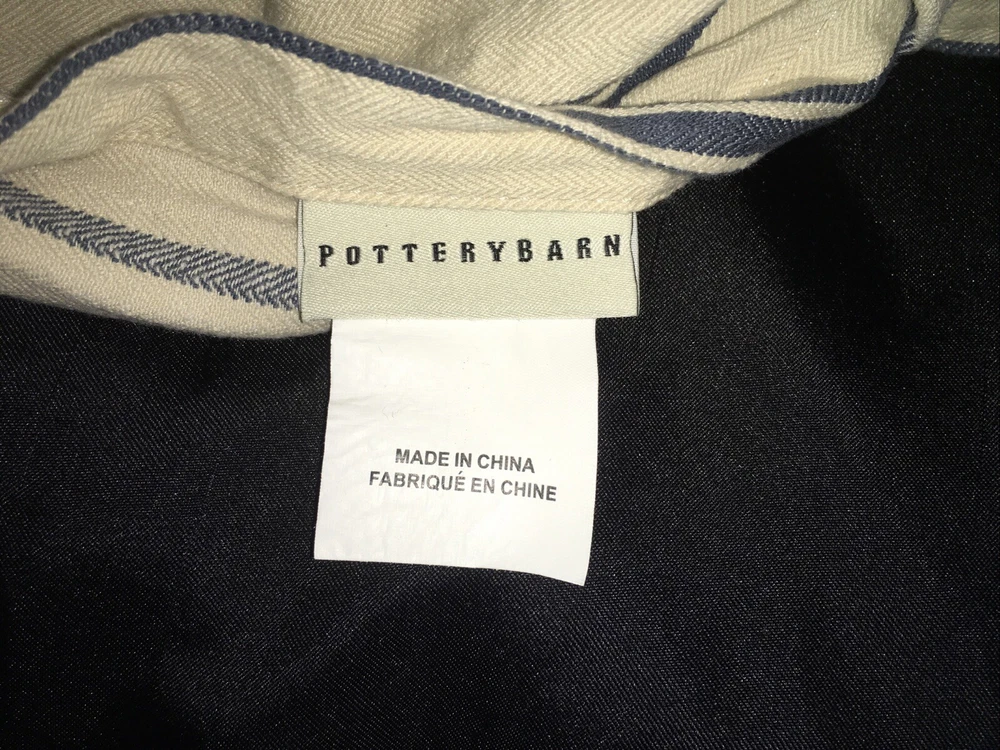 POTTERYBARN
MADE IN CHINA
FABRIQUÉ EN CHINE